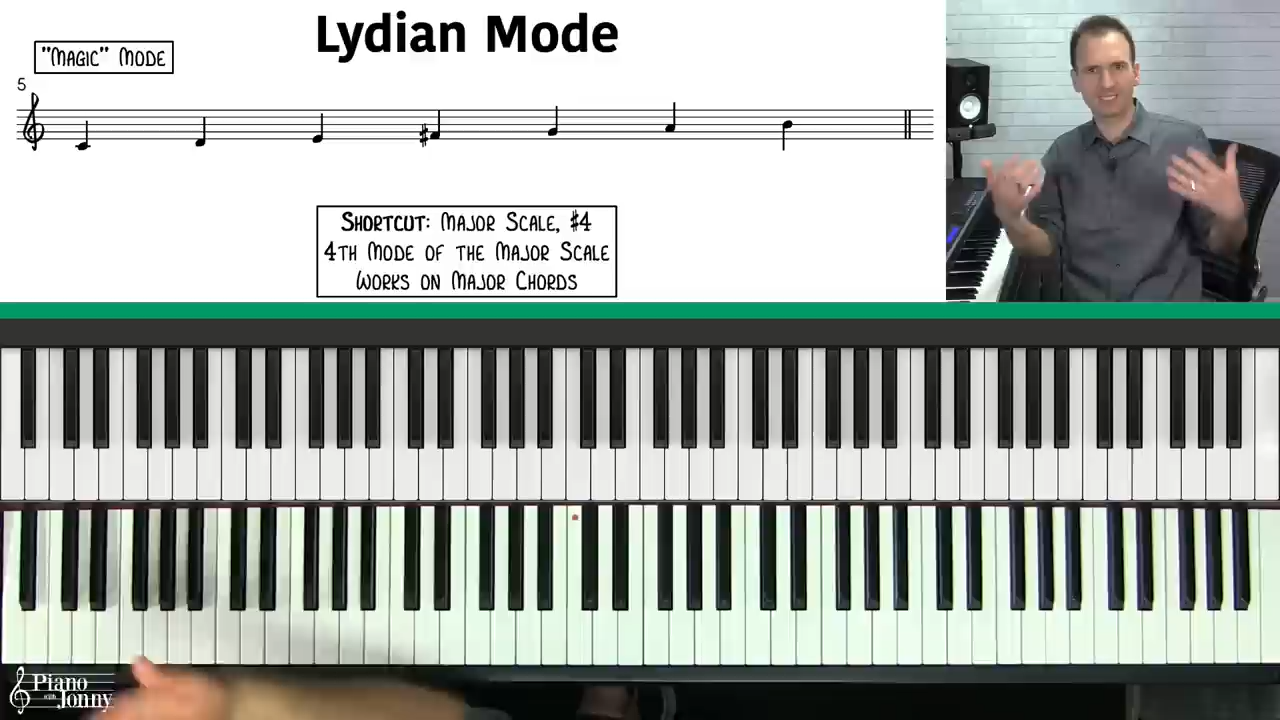 Lydian Mode
"Magic" Mode
5
Shortcut: Major Scale, #4
4th Mode of the Major Scale
Works on Major Chords
Piano
with
Jonny